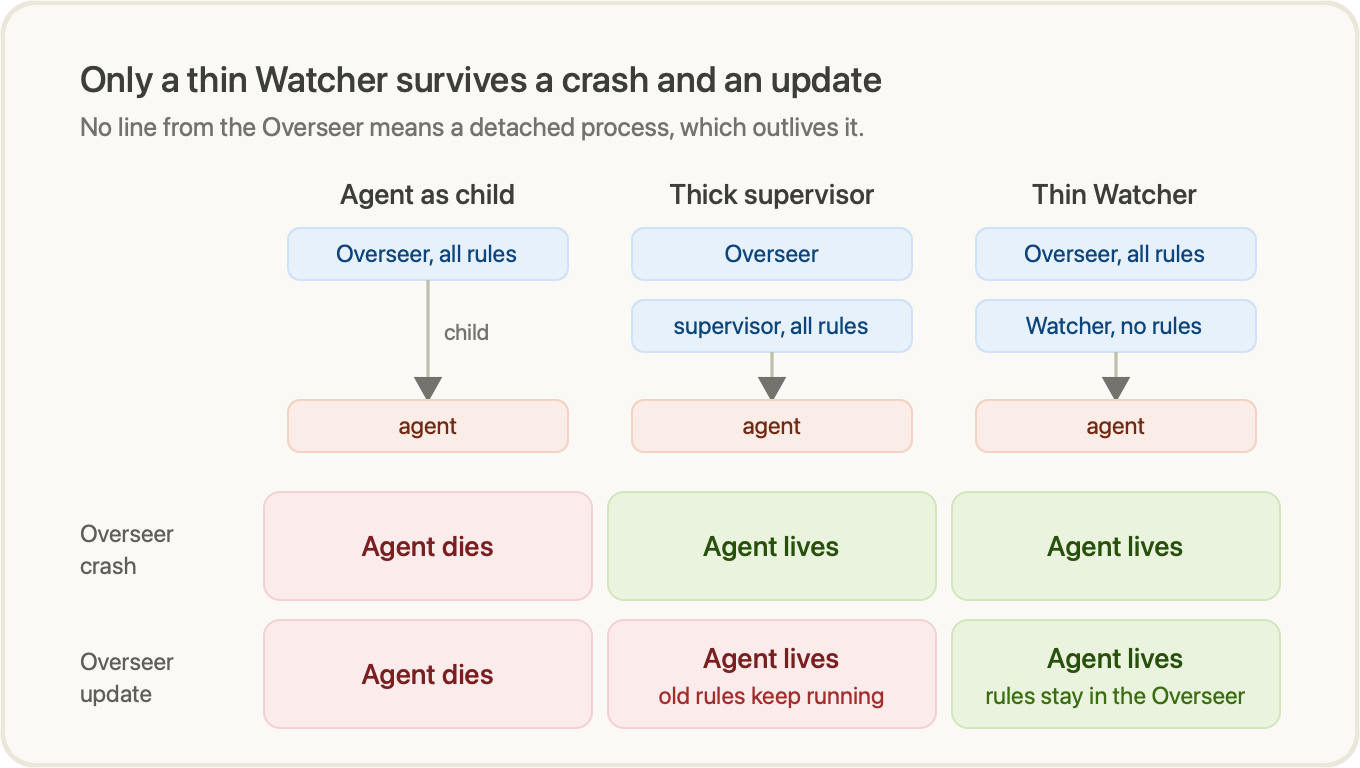 Only a thin Watcher survives a crash and an update
No line from the Overseer means a detached process, which outlives it.
Agent as child
Thick supervisor
Thin Watcher
Overseer, all rules
Overseer
Overseer, all rules
supervisor, all rules
Watcher, no rules
child
agent
agent
agent
Overseer
crash
Agent dies
Agent lives
Agent lives
Overseer
update
Agent dies
Agent lives
old rules keep running
Agent lives
rules stay in the Overseer